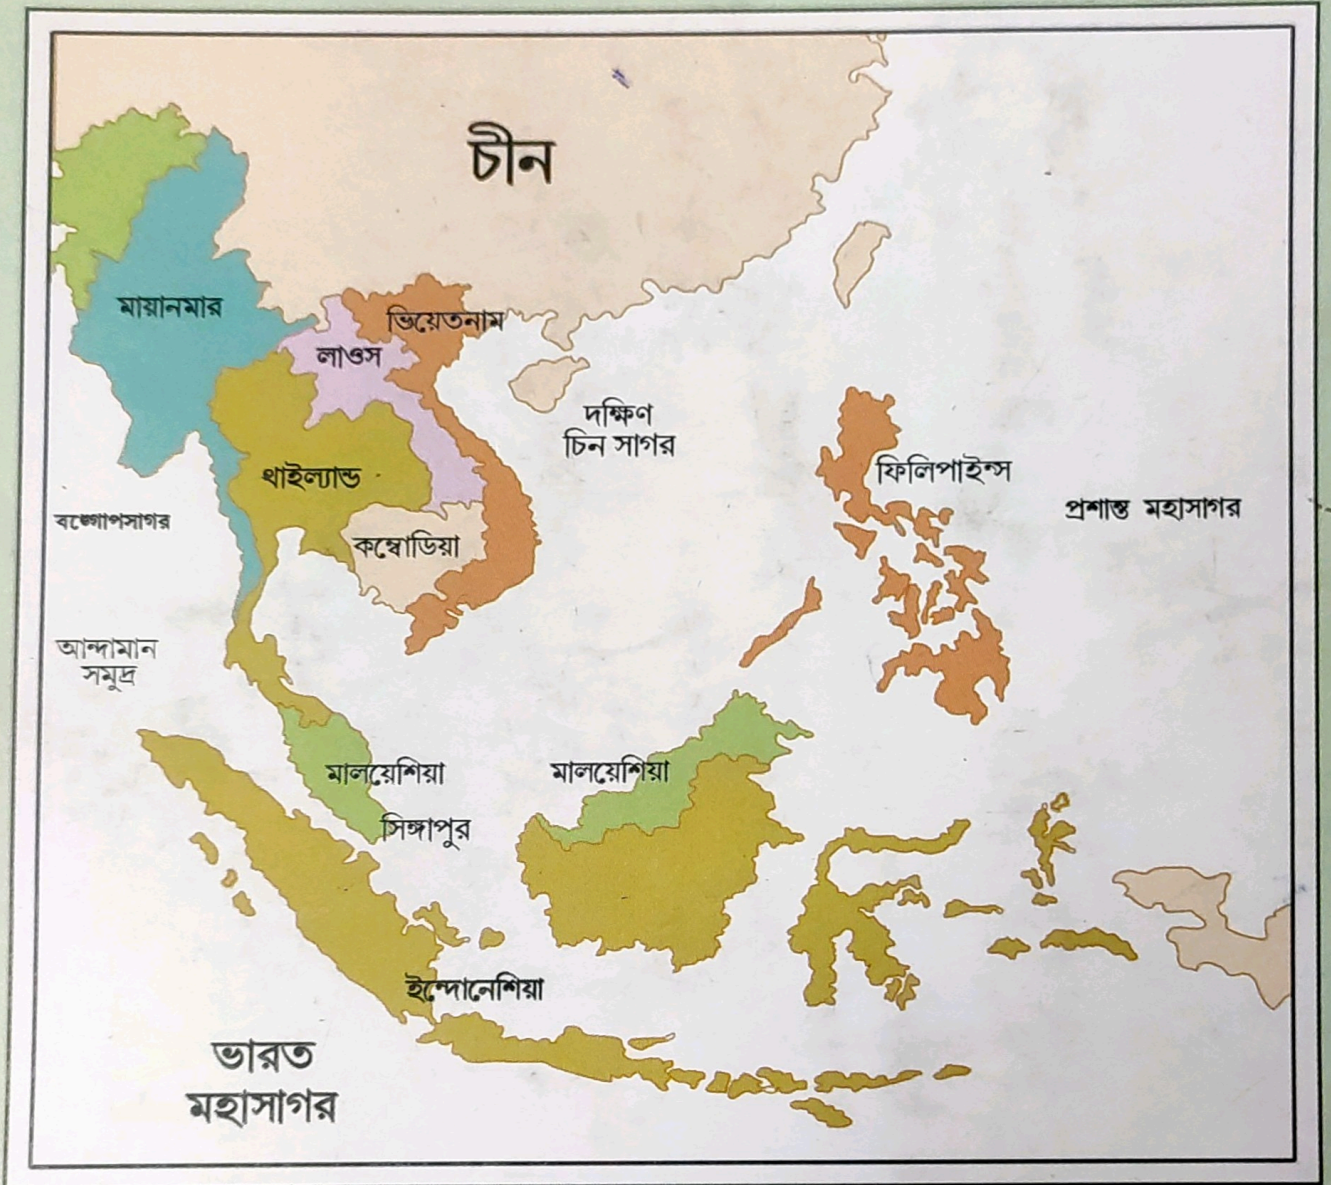 চীন
মায়ানমার
ভিয়েতনাম
লাওস
দক্ষিণ
চিন সাগর
থাইল্যান্ড
ফিলিপাইন্স
প্রশান্ত মহাসাগর
বঙ্গোপসাগর
কম্বোডিয়া
আন্দামান
সমুদ্র
মালয়েশিয়া
মালয়েশিয়া
সিঙ্গাপুর
ইন্দোনেশিয়া
ভারত
মহাসাগর